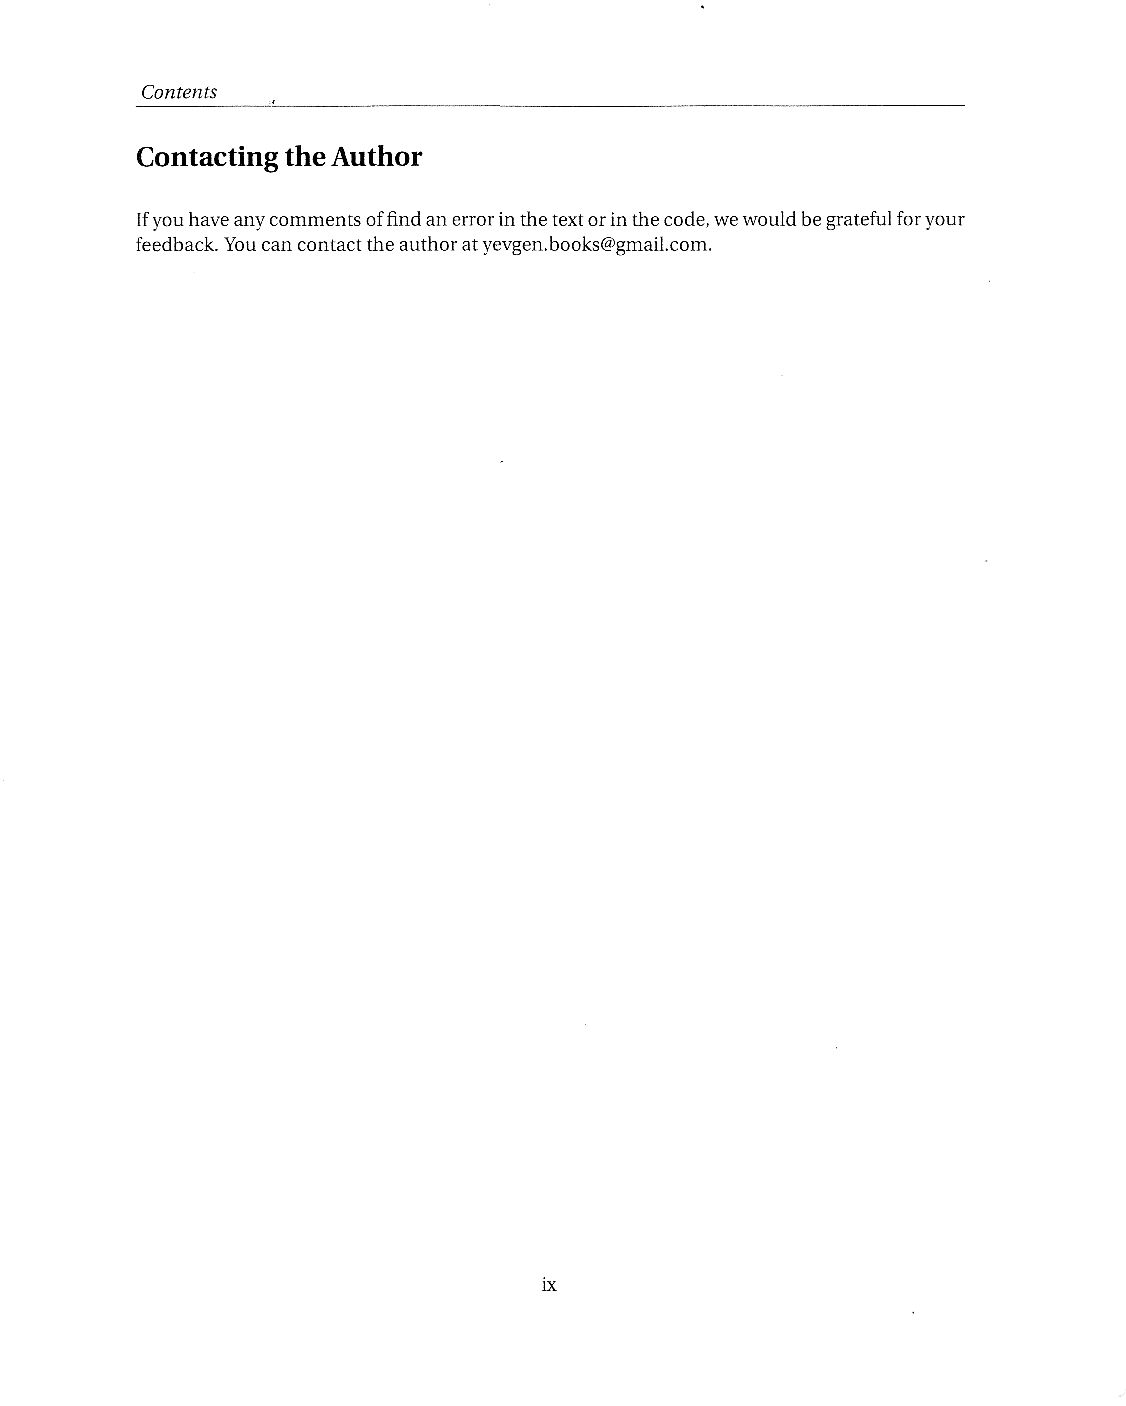 Contents
Contacting the Author
If you have any comments of find an error in the text or in the code, we would be grateful for your
feedback. You can contact the author at yevgen.books@gmail.com.
ix